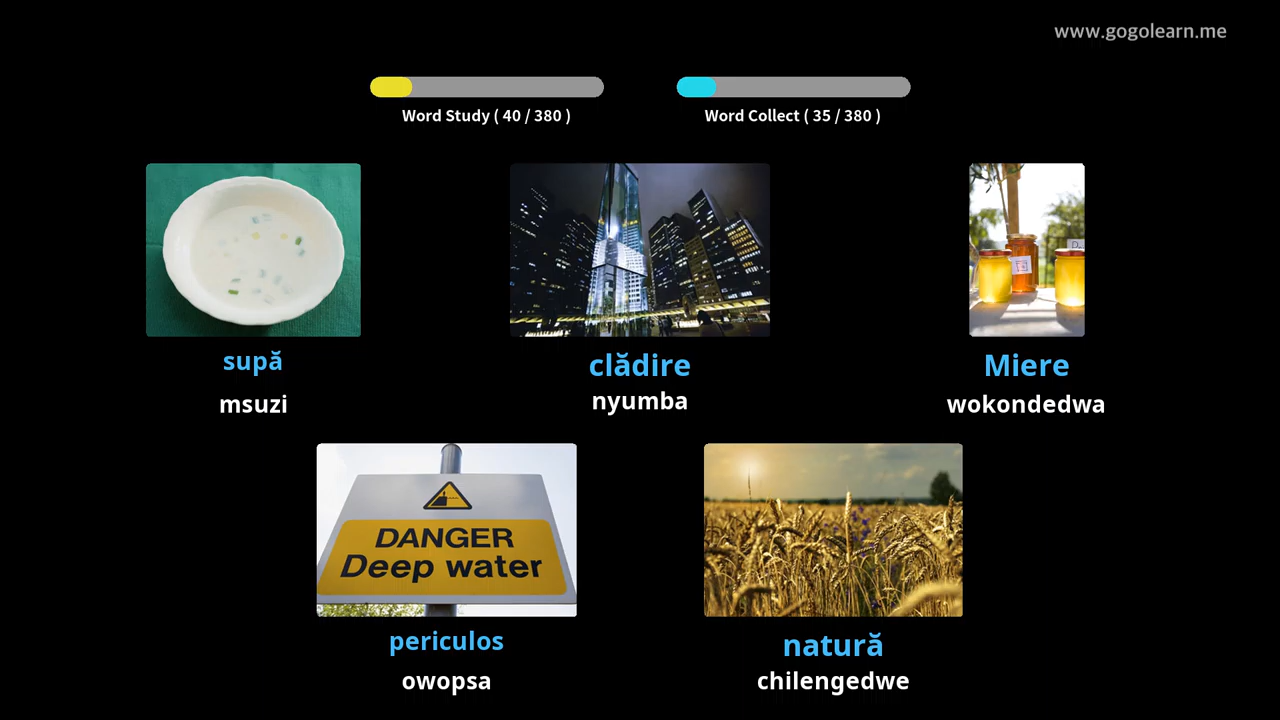 www.gogolearn.me
Word Study ( 40 / 380 )
Word Collect ( 35 / 380 )
supă
clădire
Miere
msuzi
nyumba
wokondedwa
DANGER
Deep water
periculos
natură
owopsa
chilengedwe